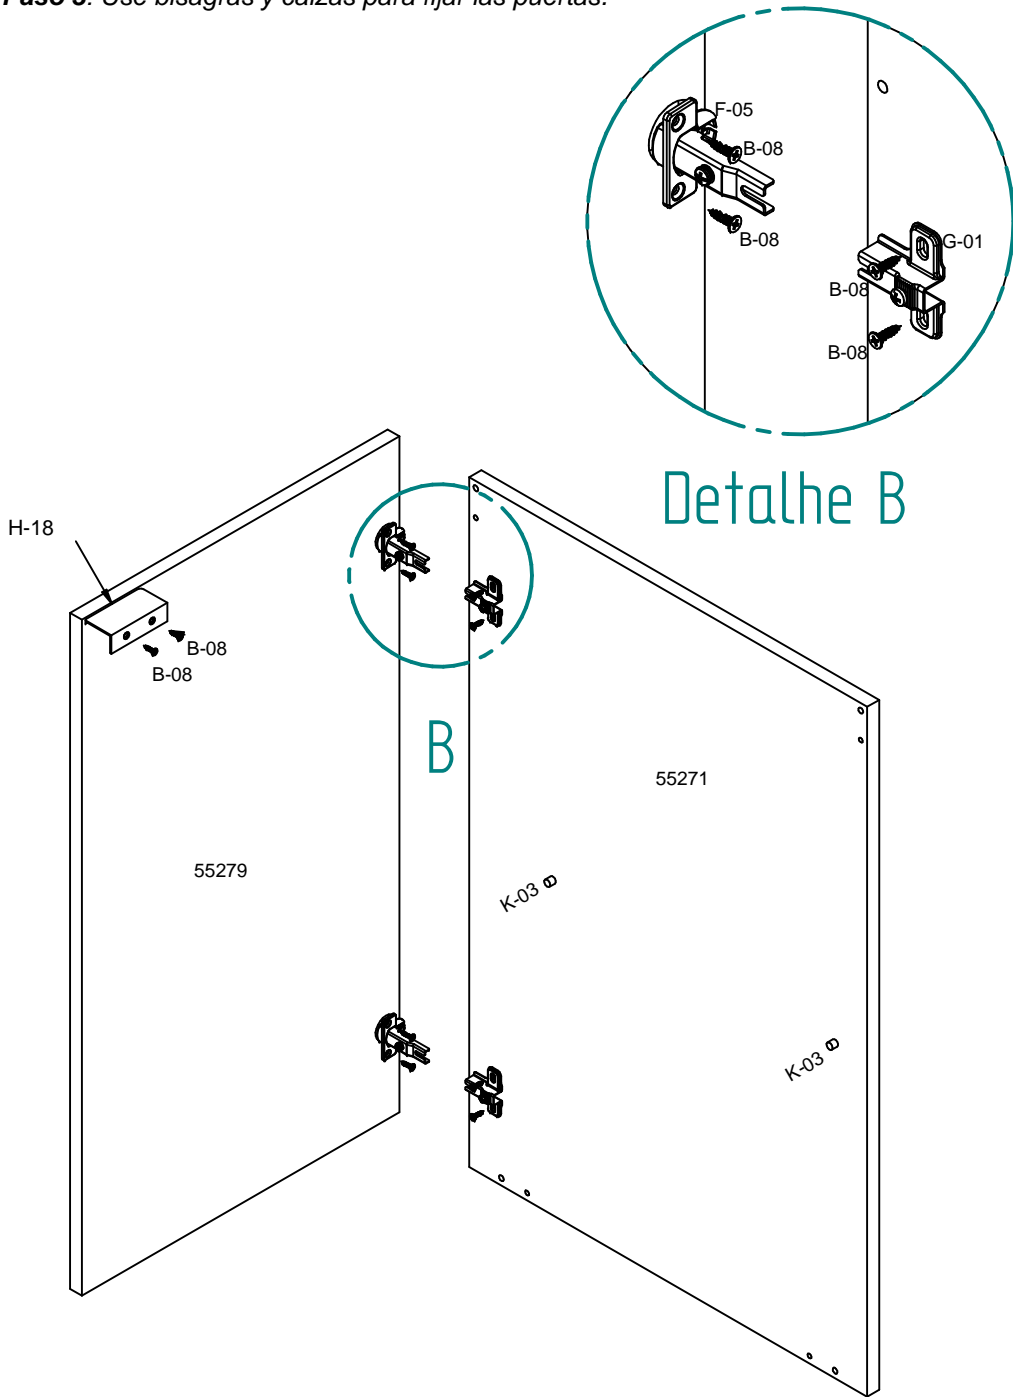 Paso 3: Use bisagras y calzas para fijar las puertas.
F-05
B-08
B-08
G-01
B-08
B-08
Detalhe B
H-18
B-08
B-08
B
55271
55279
K-03
K-03